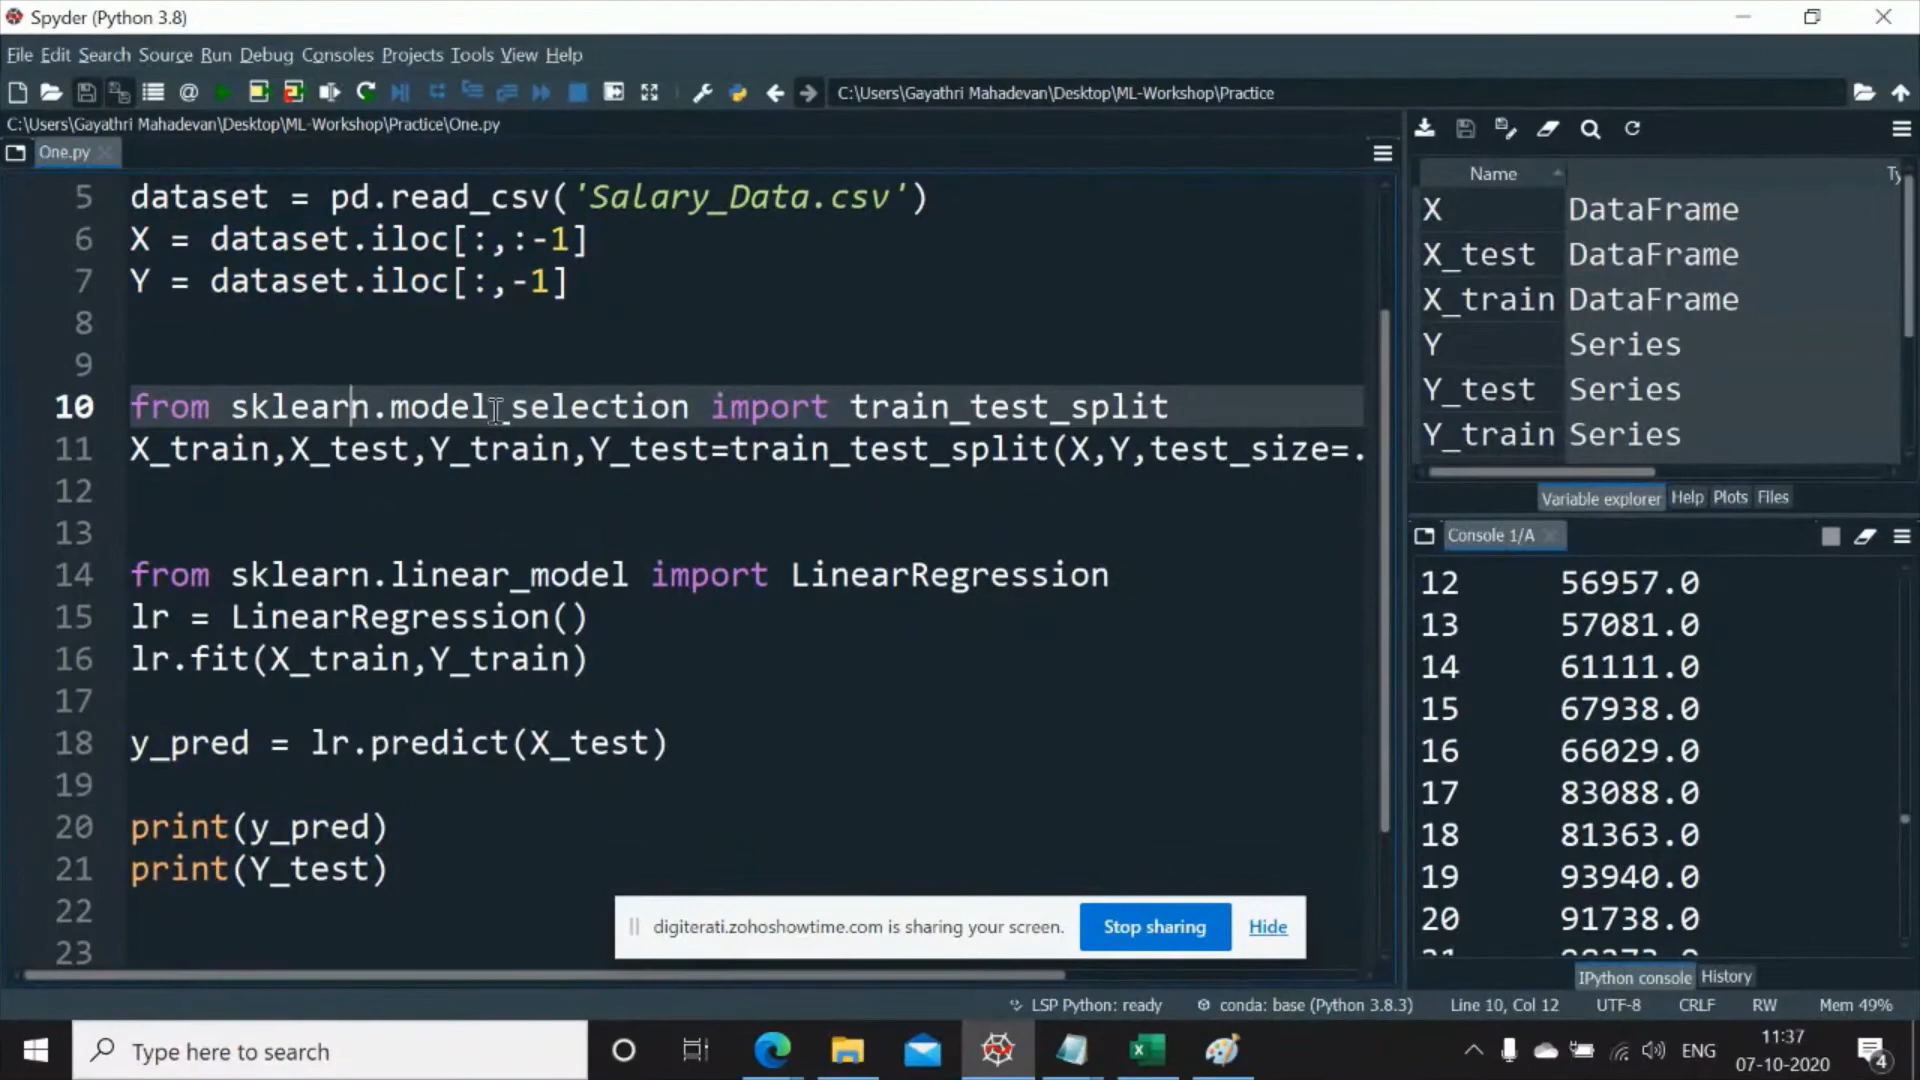 Spyder (Python 3.8)
File Edit Search Source Run Debug Consoles Projects Tools View Help
C:\Users\Gayathri Mahadevan\Desktop\ML-Workshop\Practice
C:\Users\Gayathri Mahadevan\Desktop\ML-Workshop\Practice\One.py
One.py
5 dataset = pd.read_csv('Salary_Data.csv')
6 X = dataset.iloc[:,:-1]
7 Y = dataset.iloc[:,-1]
8
9
10 from sklearn.model_selection import train_test_split
11 X_train,X_test,Y_train,Y_test=train_test_split(X,Y,test_size=.
12
13
14 from sklearn.linear_model import LinearRegression
15 lr = LinearRegression()
16 lr.fit(X_train,Y_train)
17
18 y_pred = lr.predict(X_test)
19
20 print(y_pred)
21 print(Y_test)
22
23
Name Ty
X DataFrame
X_test DataFrame
X_train DataFrame
Y Series
Y_test Series
Y_train Series
Variable explorer Help Plots Files
Console 1/A
12 56957.0
13 57081.0
14 61111.0
15 67938.0
16 66029.0
17 83088.0
18 81363.0
19 93940.0
20 91738.0
IPython console History
digiterati.zohoshowtime.com is sharing your screen. Stop sharing Hide
LSP Python: ready conda: base (Python 3.8.3) Line 10, Col 12 UTF-8 CRLF RW Mem 49%
Type here to search
ENG
11:37
07-10-2020
4